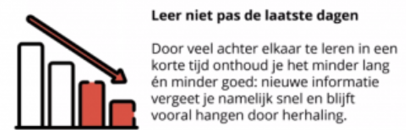 Leer niet pas de laatste dagen
Door veel achter elkaar te leren in een
korte tijd onthoud je het minder lang
én minder goed: nieuwe informatie
vergeet je namelijk snel en blijft
vooral hangen door herhaling.